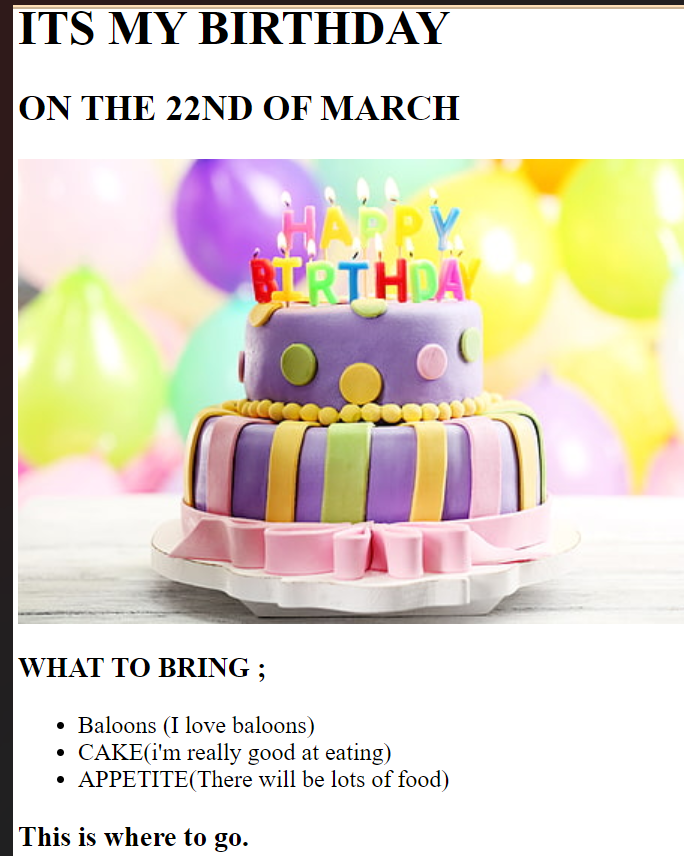 ITS MY BIRTHDAY
ON THE 22ND OF MARCH
HAPPY
BIRTHDAY
WHAT TO BRING ;
Baloons (I love baloons)
CAKE(i'm really good at eating)
APPETITE(There will be lots of food)
This is where to go.